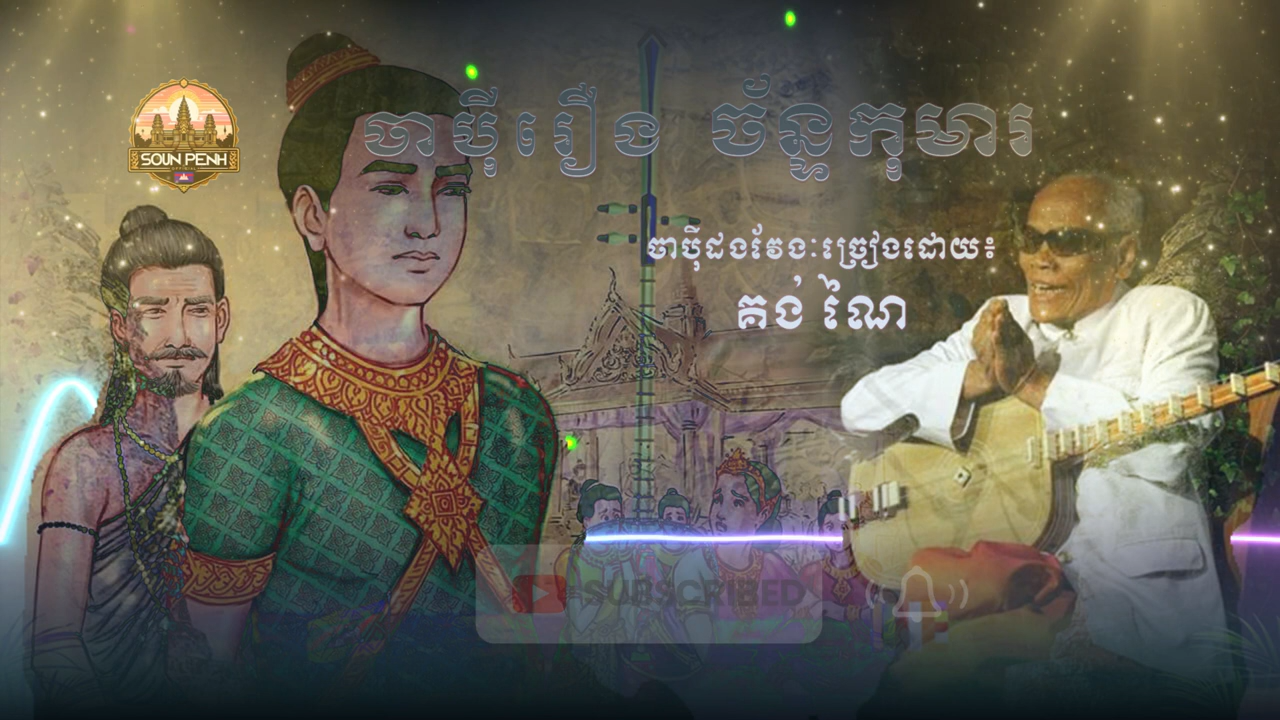 ចាប៉ីរឿង ច័ន្ទកុមារ
SOUN PENH
OFFICIAL
ចាប៉ីដងវែងៈច្រៀងដោយ៖
គង់ ណៃ
SUBSCRIBED